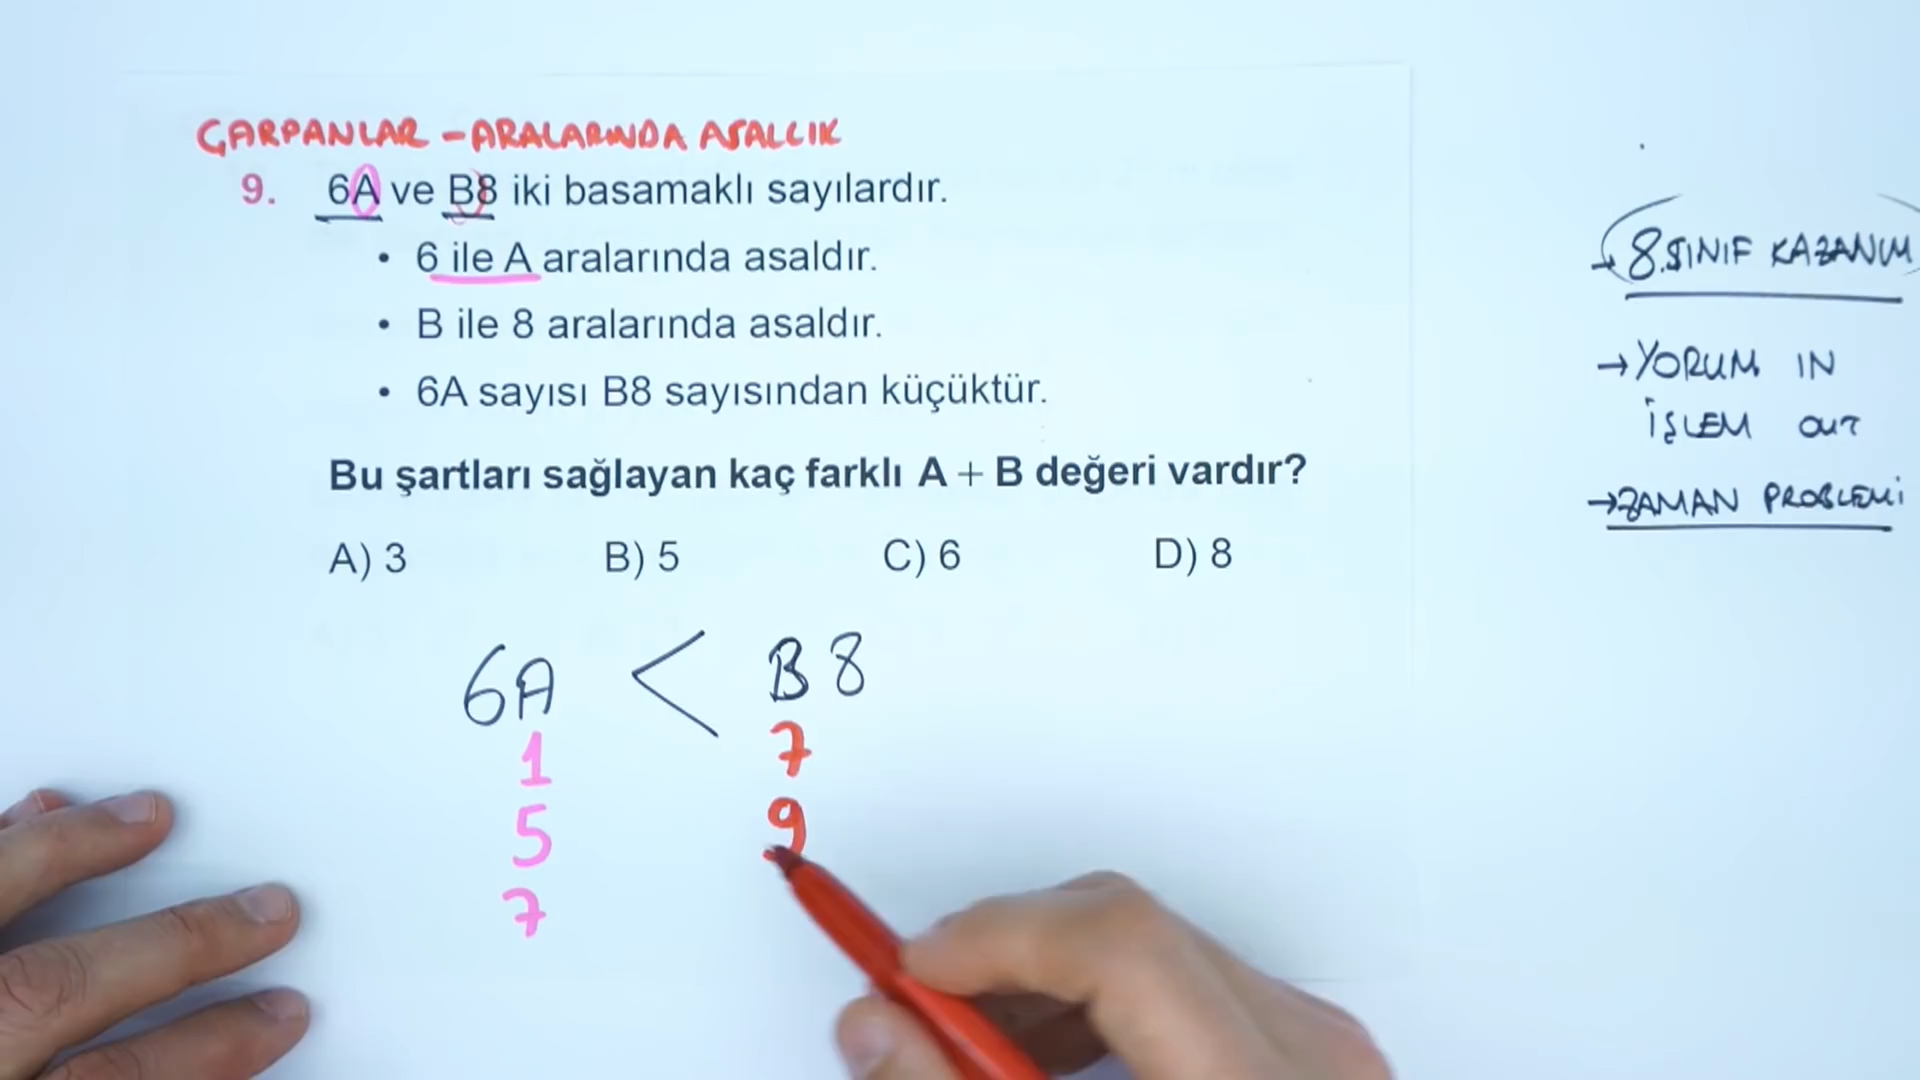 ÇARPANLAR - ARALARINDA ASALLIK
9. 6A ve B8 iki basamaklı sayılardır.
• 6 ile A aralarında asaldır.
• B ile 8 aralarında asaldır.
• 6A sayısı B8 sayısından küçüktür.
Bu şartları sağlayan kaç farklı A + B değeri vardır?
A) 3 B) 5 C) 6 D) 8
6A < B8
1 7
5 9
7
→ 8.SINIF KAZANIM
→ YORUM IN
İŞLEM OUT
→ ZAMAN PROBLEMİ